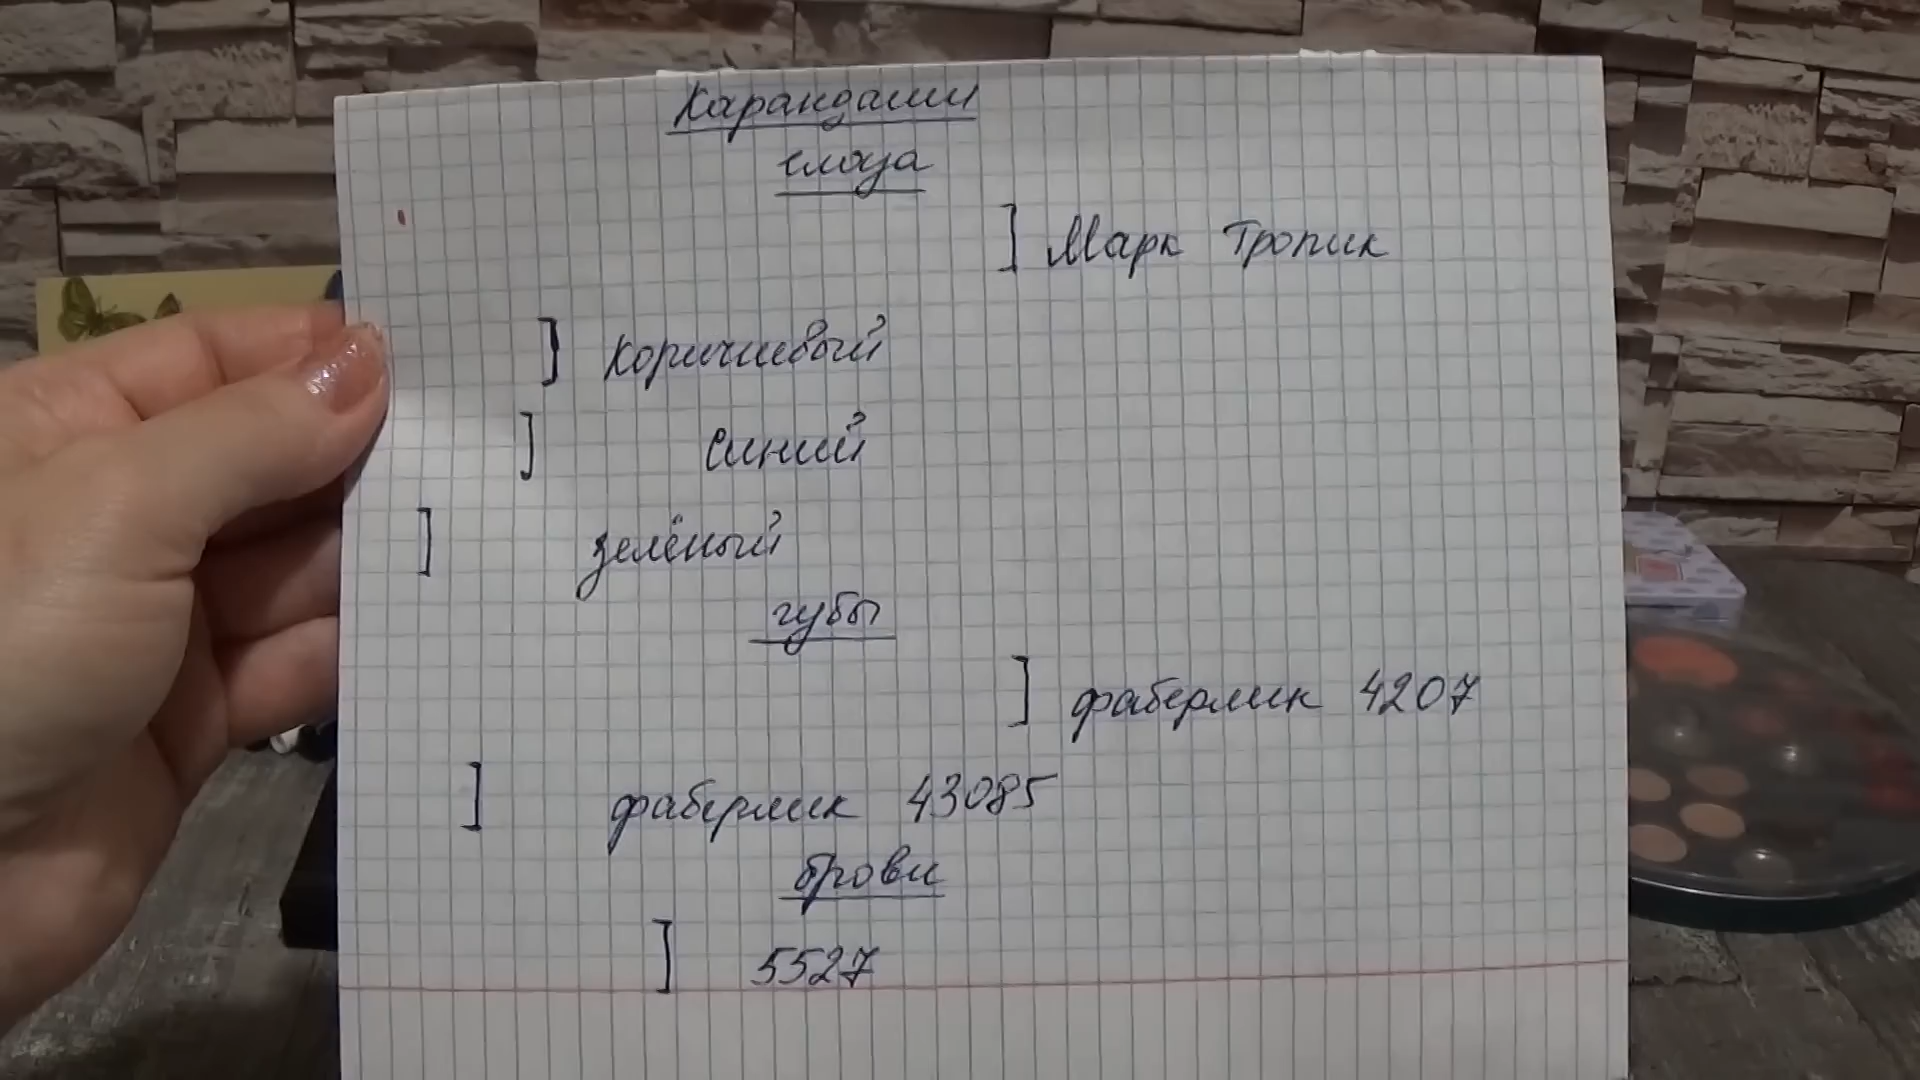 Карандаши
глаза
] Марк Тропик
] коричневый
] синий
] зелёный
губы
] фаберлик 4207
] фаберлик 43085
брови
] 5527